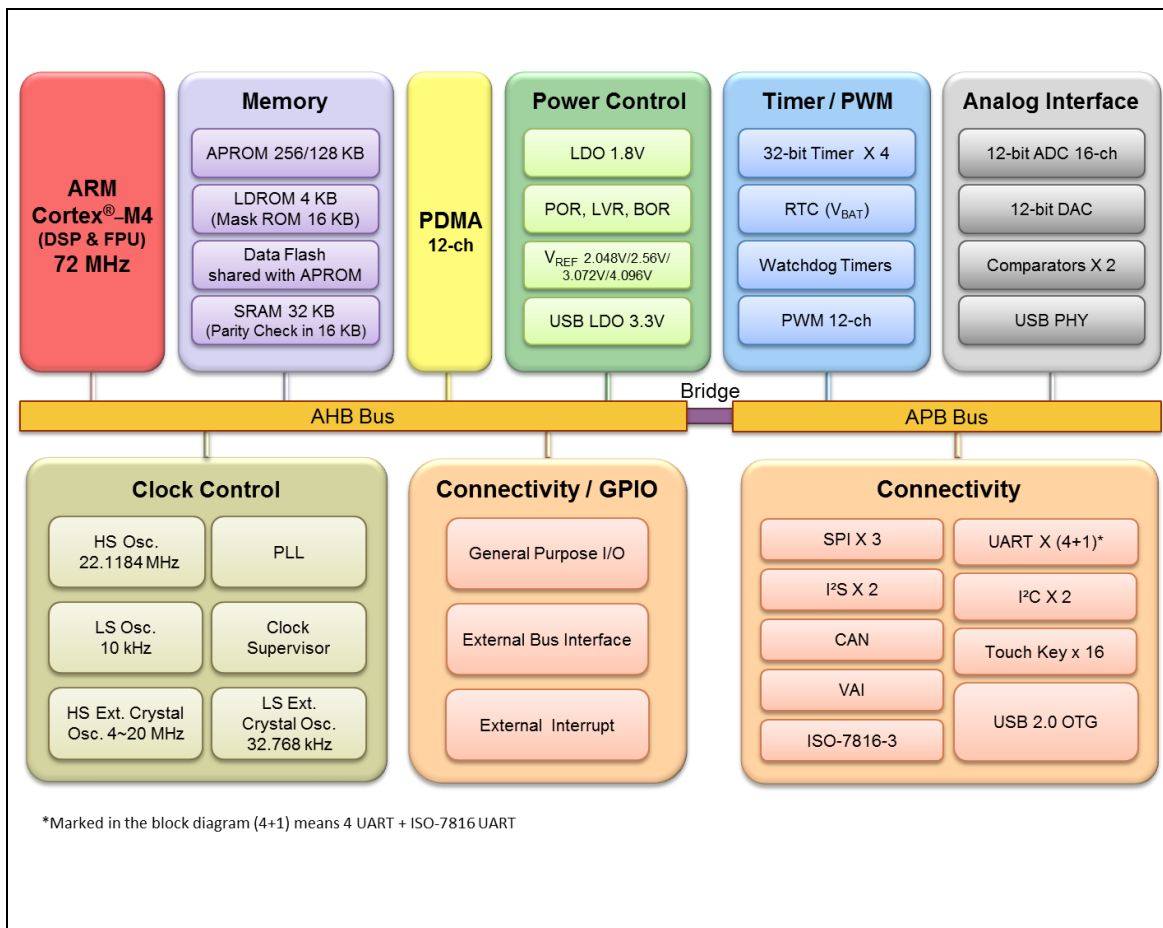 ARM
Cortex®–M4
(DSP & FPU)
72 MHz
Memory
APROM 256/128 KB
LDROM 4 KB
(Mask ROM 16 KB)
Data Flash
shared with APROM
SRAM 32 KB
(Parity Check in 16 KB)
PDMA
12-ch
Power Control
LDO 1.8V
POR, LVR, BOR
VREF 2.048V/2.56V/
3.072V/4.096V
USB LDO 3.3V
Timer / PWM
32-bit Timer X 4
RTC (VBAT)
Watchdog Timers
PWM 12-ch
Analog Interface
12-bit ADC 16-ch
12-bit DAC
Comparators X 2
USB PHY
AHB Bus
Bridge
APB Bus
Clock Control
HS Osc.
22.1184 MHz
PLL
LS Osc.
10 kHz
Clock
Supervisor
HS Ext. Crystal
Osc. 4~20 MHz
LS Ext.
Crystal Osc.
32.768 kHz
Connectivity / GPIO
General Purpose I/O
External Bus Interface
External Interrupt
Connectivity
SPI X 3
UART X (4+1)*
I²S X 2
I²C X 2
CAN
Touch Key x 16
VAI
USB 2.0 OTG
ISO-7816-3
*Marked in the block diagram (4+1) means 4 UART + ISO-7816 UART